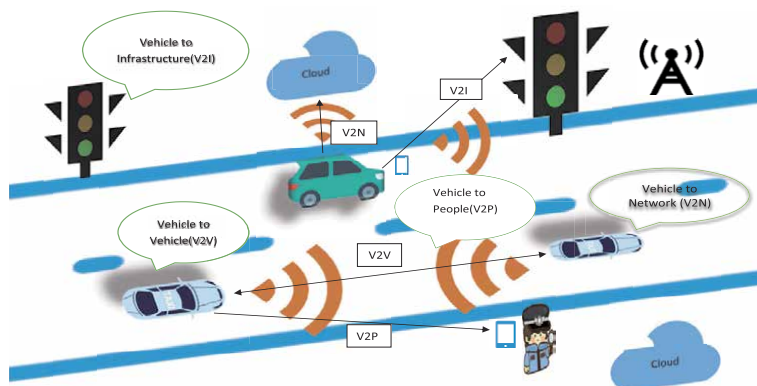 Vehicle to
Infrastructure(V2I)
Cloud
V2I
V2N
Vehicle to
People(V2P)
Vehicle to
Network (V2N)
Vehicle to
Vehicle(V2V)
V2V
V2P
Cloud